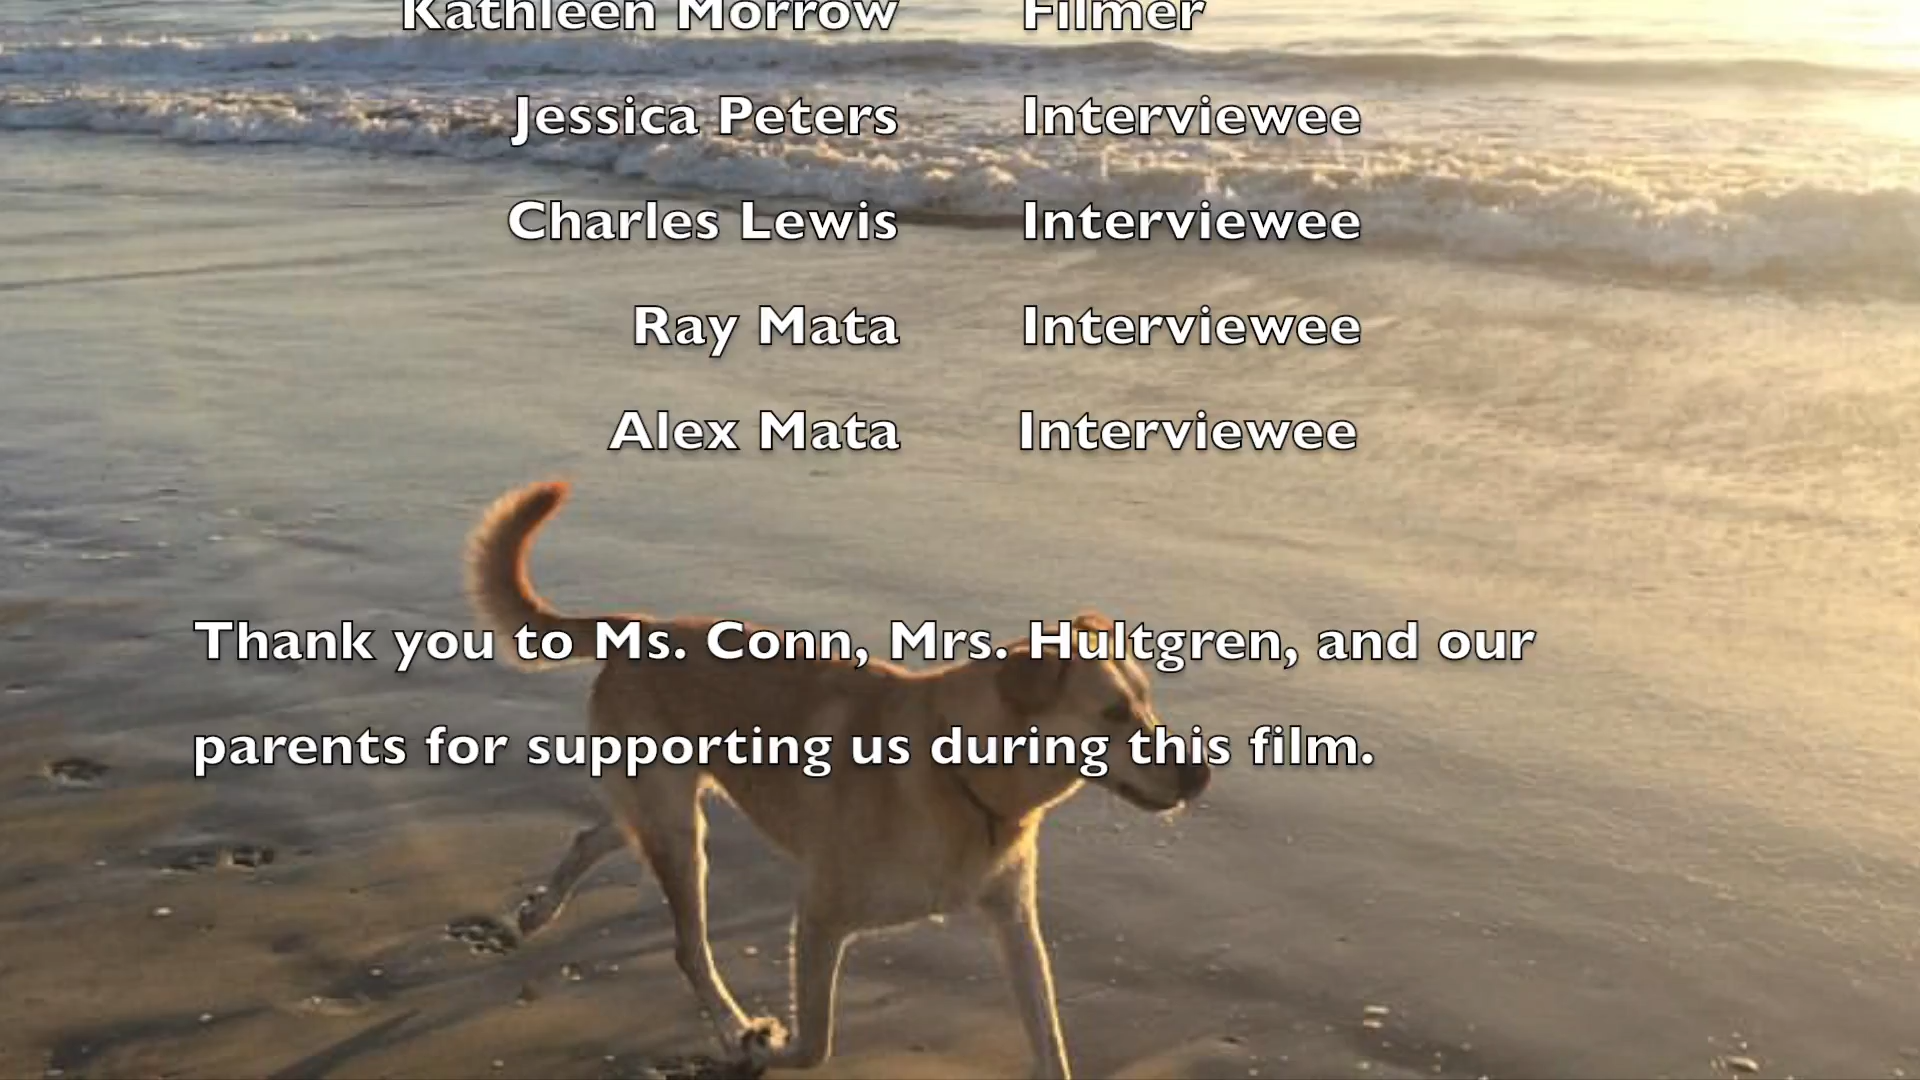 Kathleen Morrow Filmer
Jessica Peters Interviewee
Charles Lewis Interviewee
Ray Mata Interviewee
Alex Mata Interviewee
Thank you to Ms. Conn, Mrs. Hultgren, and our
parents for supporting us during this film.